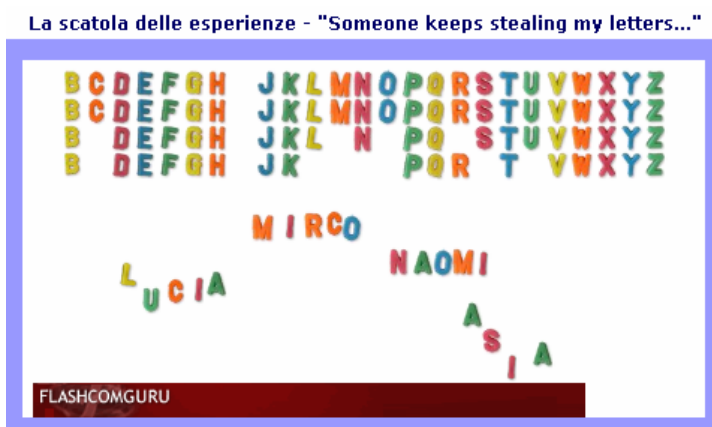 La scatola delle esperienze - "Someone keeps stealing my letters..."
B C D E F G H J K L M N O P Q R S T U V W X Y Z
B C D E F G H J K L M N O P Q R S T U V W X Y Z
B D E F G H J K L N P Q S T U V W X Y Z
B D E F G H J K P Q R T V W X Y Z
MIRCO
NAOMI
LUCIA
ASIA
FLASHCOMGURU